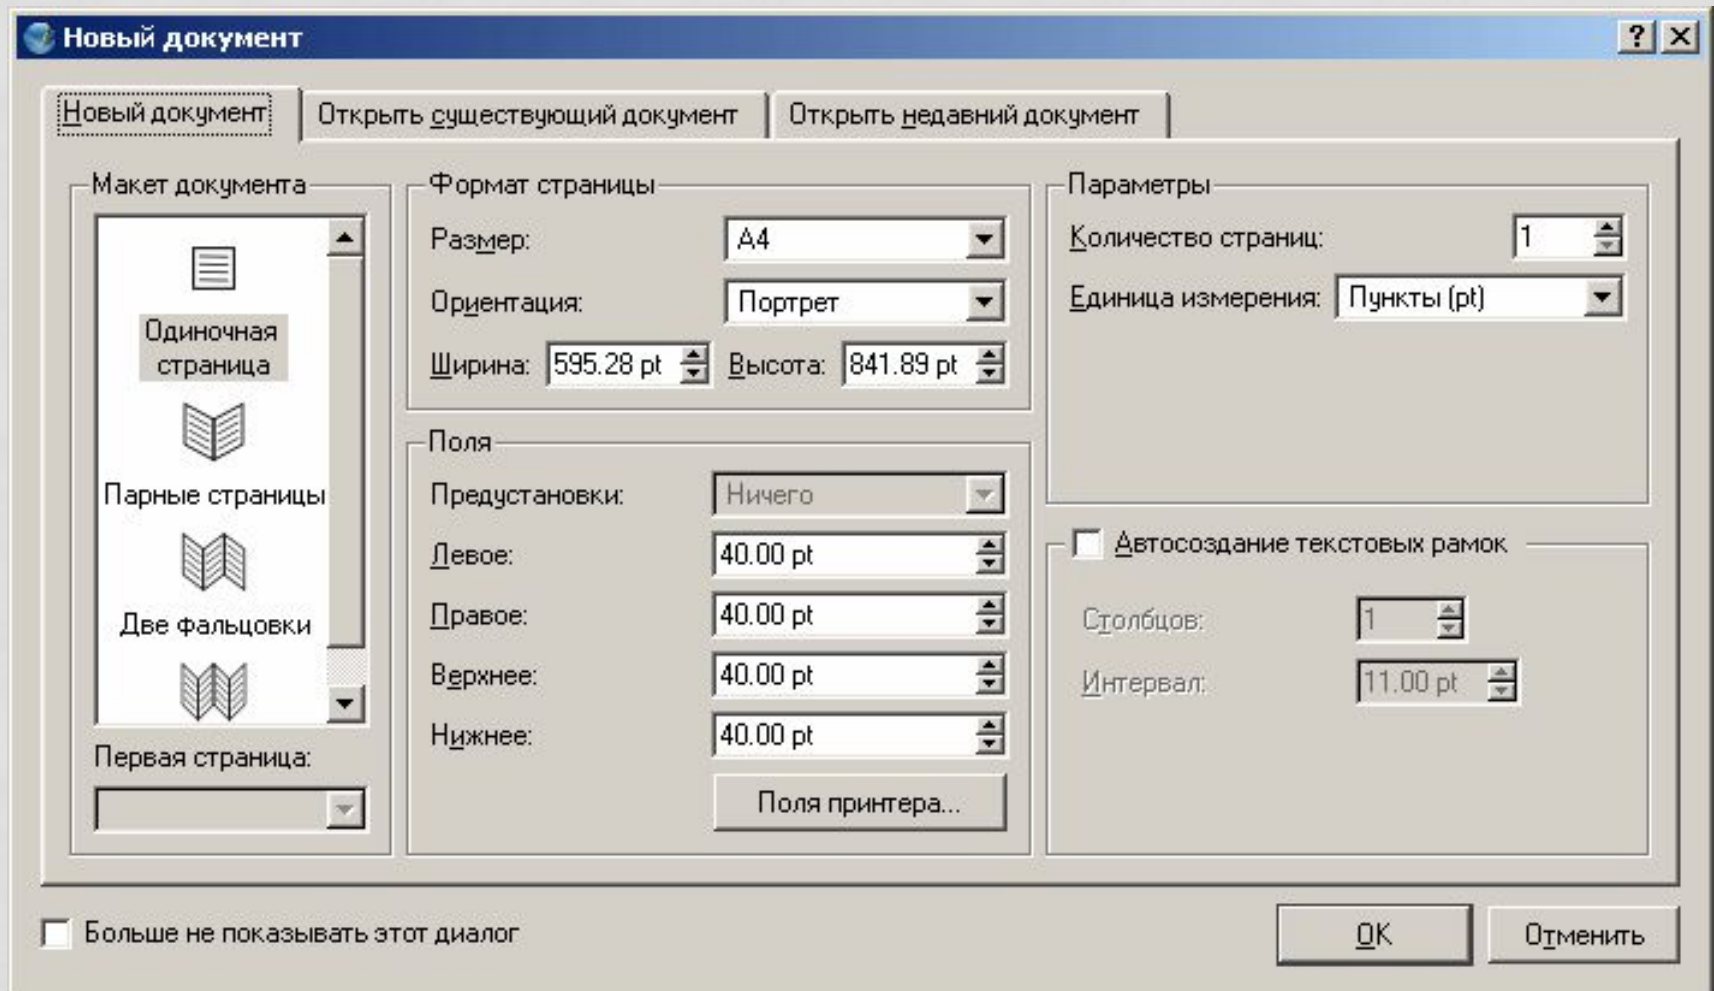 Новый документ
Новый документ
Открыть существующий документ
Открыть недавний документ
Макет документа
Одиночная
страница
Парные страницы
Две фальцовки
Первая страница:
Формат страницы
Размер: A4
Ориентация: Портрет
Ширина: 595.28 pt Высота: 841.89 pt
Поля
Предустановки: Ничего
Левое: 40.00 pt
Правое: 40.00 pt
Верхнее: 40.00 pt
Нижнее: 40.00 pt
Поля принтера...
Параметры
Количество страниц: 1
Единица измерения: Пункты (pt)
Автосоздание текстовых рамок
Столбцов: 1
Интервал: 11.00 pt
Больше не показывать этот диалог
OK
Отменить